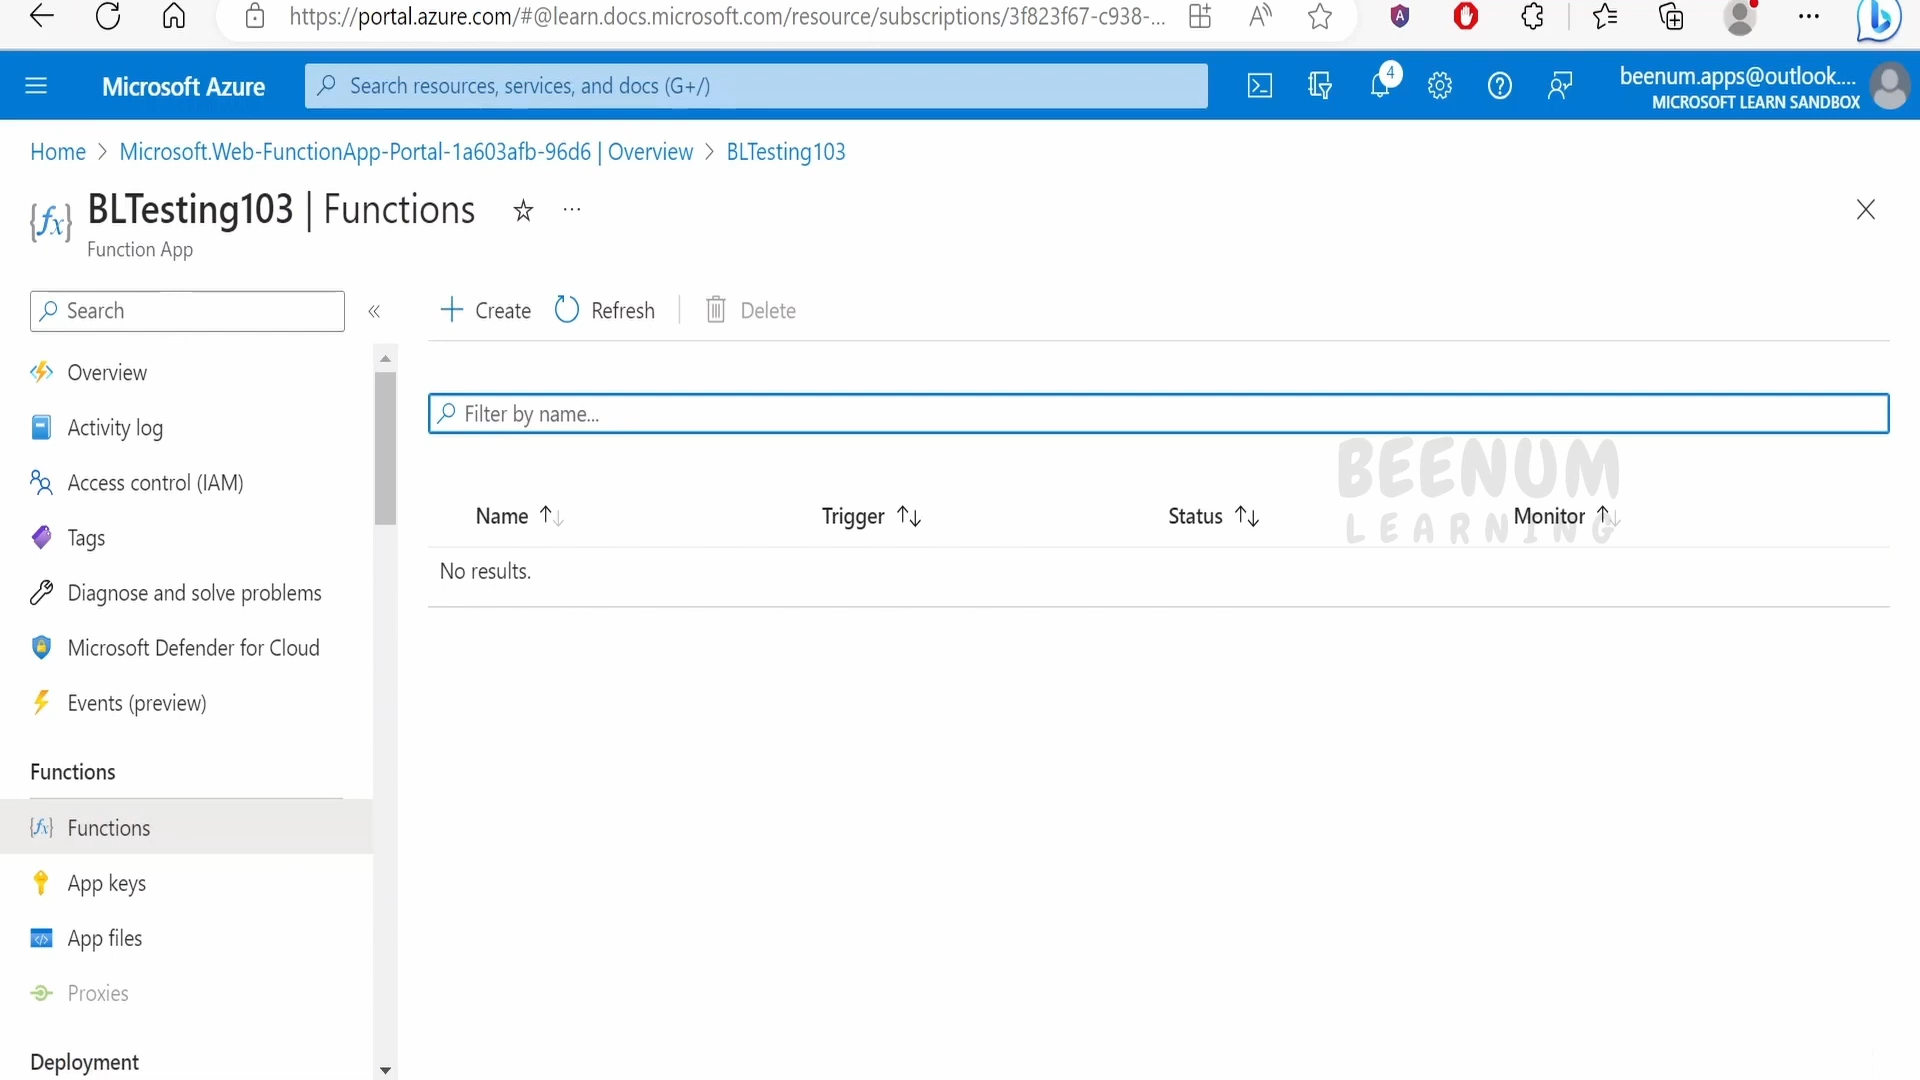 https://portal.azure.com/#@learn.docs.microsoft.com/resource/subscriptions/3f823f67-c938-...
Microsoft Azure
Search resources, services, and docs (G+/)
4
beenum.apps@outlook....
MICROSOFT LEARN SANDBOX
Home > Microsoft.Web-FunctionApp-Portal-1a603afb-96d6 | Overview > BLTesting103
BLTesting103 | Functions
Function App
Search
Create Refresh Delete
Overview
Activity log
Access control (IAM)
Tags
Diagnose and solve problems
Microsoft Defender for Cloud
Events (preview)
Functions
Functions
App keys
App files
Proxies
Deployment
Filter by name...
BEENUM
LEARNING
Name Trigger Status Monitor
No results.